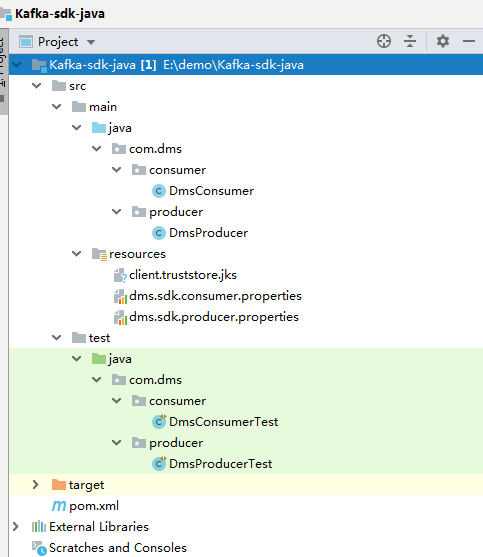 Kafka-sdk-java
Project
Kafka-sdk-java [1] E:\demo\Kafka-sdk-java
src
main
java
com.dms
consumer
DmsConsumer
producer
DmsProducer
resources
client.truststore.jks
dms.sdk.consumer.properties
dms.sdk.producer.properties
test
java
com.dms
consumer
DmsConsumerTest
producer
DmsProducerTest
target
pom.xml
External Libraries
Scratches and Consoles